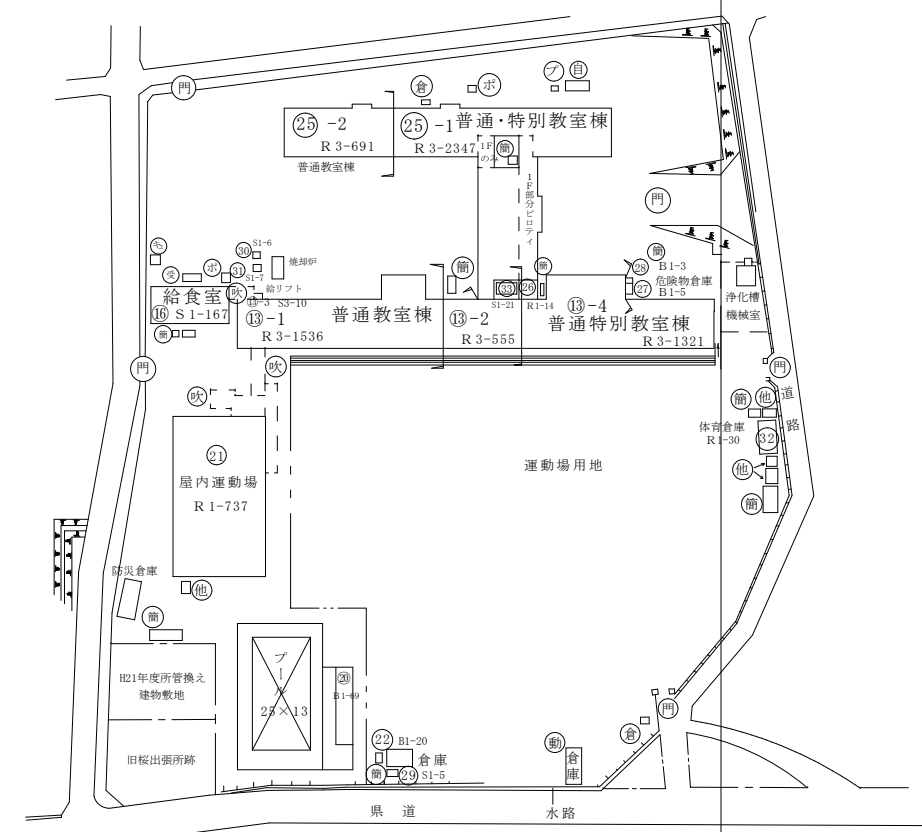 門
倉
ポ
プ
自
㉕-2
R 3-691
普通教室棟
㉕-1 普通・特別教室棟
R 3-2347
1F
のみ
簡
1F部分ピロティ
門
㉚ S1-6
㉛
S1-7
焼却炉
受
ポ
吹
給リフト
⑬-3 S3-10
給食室
⑯ S 1-167
簡
⑬-1
R 3-1536
普通教室棟
簡
⑬-2
R 3-555
㉝
S1-21
㉖
R1-14
簡
⑬-4
普通特別教室棟
R 3-1321
簡
㉘ B1-3
危険物倉庫
㉗ B1-5
浄化槽
機械室
門
吹
吹
門
道路
簡
他
体育倉庫
R1-30
㉜
他
簡
㉑
屋内運動場
R 1-737
運動場用地
防災倉庫
他
簡
H21年度所管換え
建物敷地
旧桜出張所跡
プール
25×13
⑳
B1-69
㉒ B1-20
倉庫
簡
㉙ S1-5
動
倉庫
倉
門
県道
水路